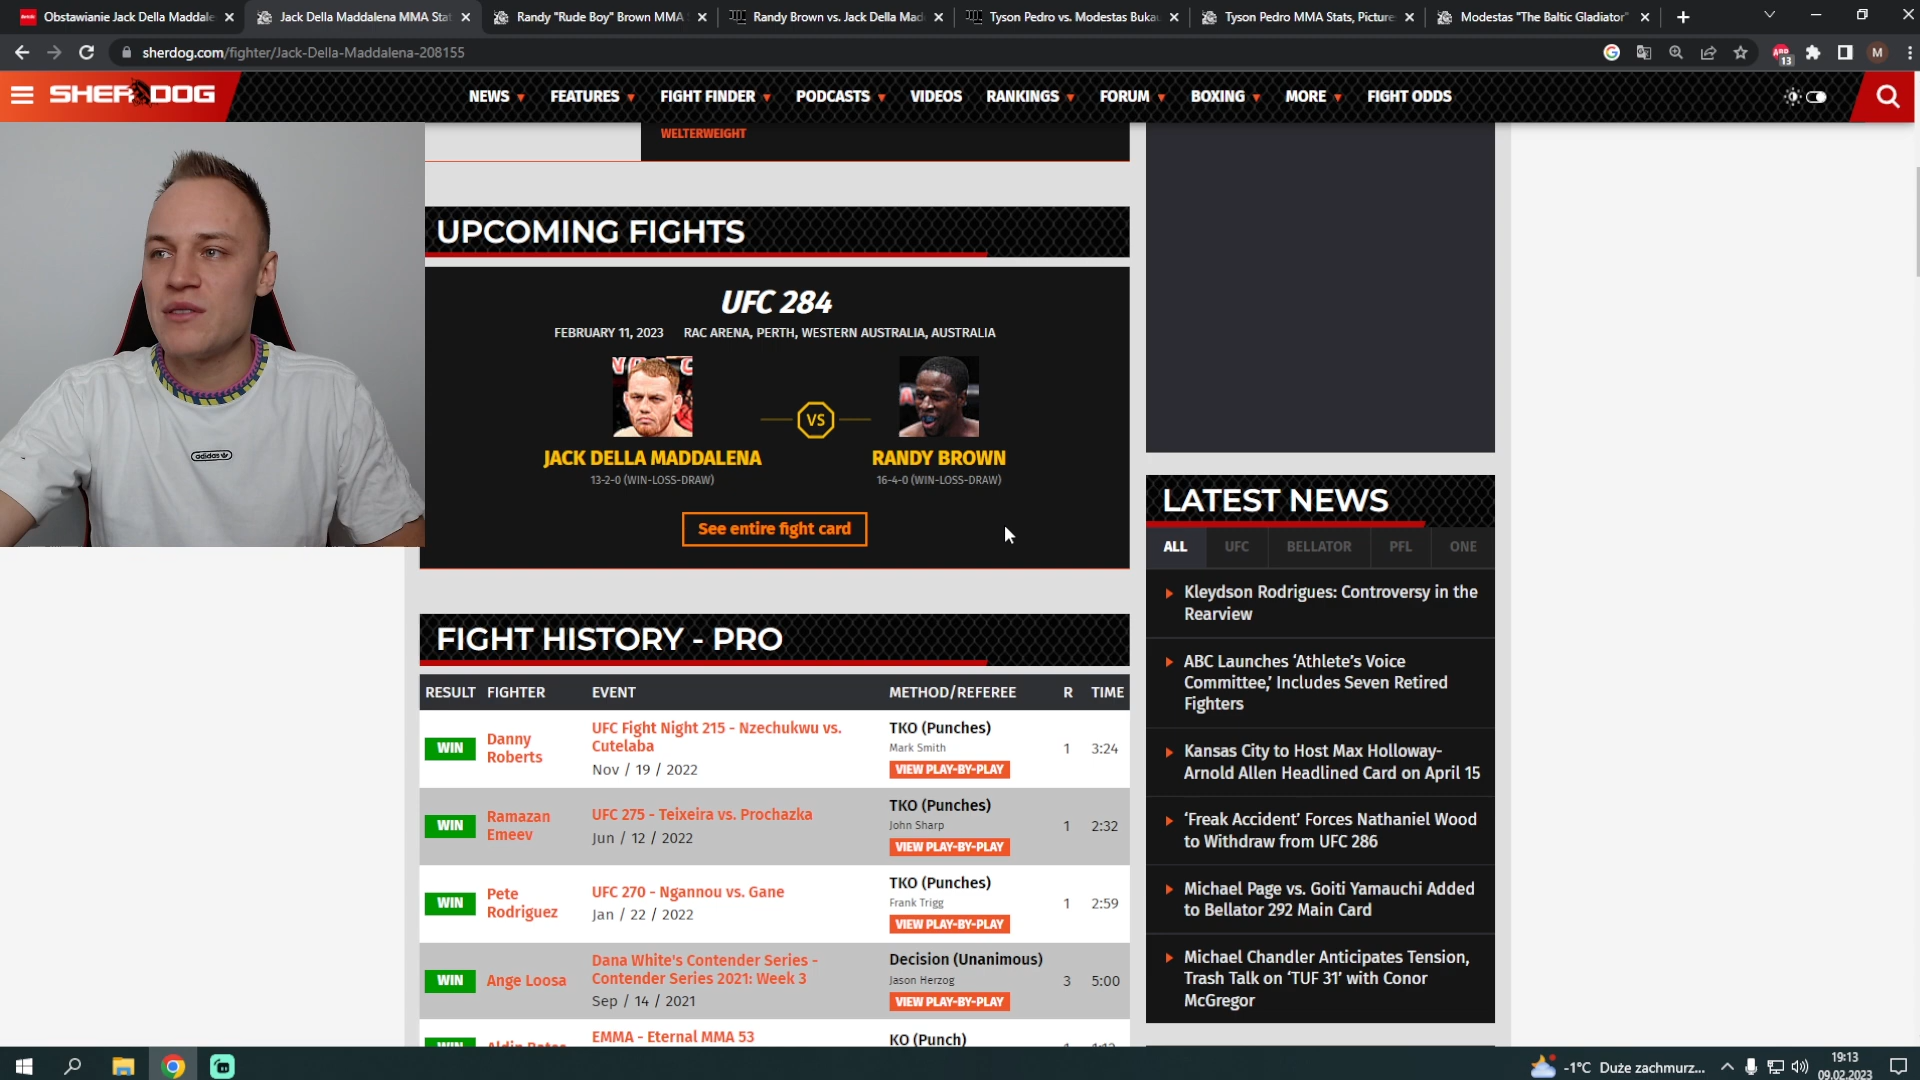 Obstawianie Jack Della Maddale
Jack Della Maddalena MMA Stat
Randy "Rude Boy" Brown MMA S
Randy Brown vs. Jack Della Mad
Tyson Pedro vs. Modestas Buka
Tyson Pedro MMA Stats, Picture
Modestas "The Baltic Gladiator"
sherdog.com/fighter/Jack-Della-Maddalena-208155
ABP
13
M
SHERDOG
NEWS
FEATURES
FIGHT FINDER
PODCASTS
VIDEOS
RANKINGS
FORUM
BOXING
MORE
FIGHT ODDS
WELTERWEIGHT
adidas
UPCOMING FIGHTS
UFC 284
FEBRUARY 11, 2023 RAC ARENA, PERTH, WESTERN AUSTRALIA, AUSTRALIA
VS
JACK DELLA MADDALENA
13-2-0 (WIN-LOSS-DRAW)
RANDY BROWN
16-4-0 (WIN-LOSS-DRAW)
See entire fight card
FIGHT HISTORY - PRO
RESULT FIGHTER EVENT METHOD/REFEREE R TIME
WIN
Danny
Roberts
UFC Fight Night 215 - Nzechukwu vs.
Cutelaba
Nov / 19 / 2022
TKO (Punches)
Mark Smith
VIEW PLAY-BY-PLAY
1 3:24
WIN
Ramazan
Emeev
UFC 275 - Teixeira vs. Prochazka
Jun / 12 / 2022
TKO (Punches)
John Sharp
VIEW PLAY-BY-PLAY
1 2:32
WIN
Pete
Rodriguez
UFC 270 - Ngannou vs. Gane
Jan / 22 / 2022
TKO (Punches)
Frank Trigg
VIEW PLAY-BY-PLAY
1 2:59
WIN
Ange Loosa
Dana White's Contender Series -
Contender Series 2021: Week 3
Sep / 14 / 2021
Decision (Unanimous)
Jason Herzog
VIEW PLAY-BY-PLAY
3 5:00
WIN
EMMA - Eternal MMA 53
KO (Punch)
LATEST NEWS
ALL UFC BELLATOR PFL ONE
Kleydson Rodrigues: Controversy in the
Rearview
ABC Launches ‘Athlete’s Voice
Committee,’ Includes Seven Retired
Fighters
Kansas City to Host Max Holloway-
Arnold Allen Headlined Card on April 15
‘Freak Accident’ Forces Nathaniel Wood
to Withdraw from UFC 286
Michael Page vs. Goiti Yamauchi Added
to Bellator 292 Main Card
Michael Chandler Anticipates Tension,
Trash Talk on ‘TUF 31’ with Conor
McGregor
-1°C Duże zachmurz...
19:13
09.02.2023